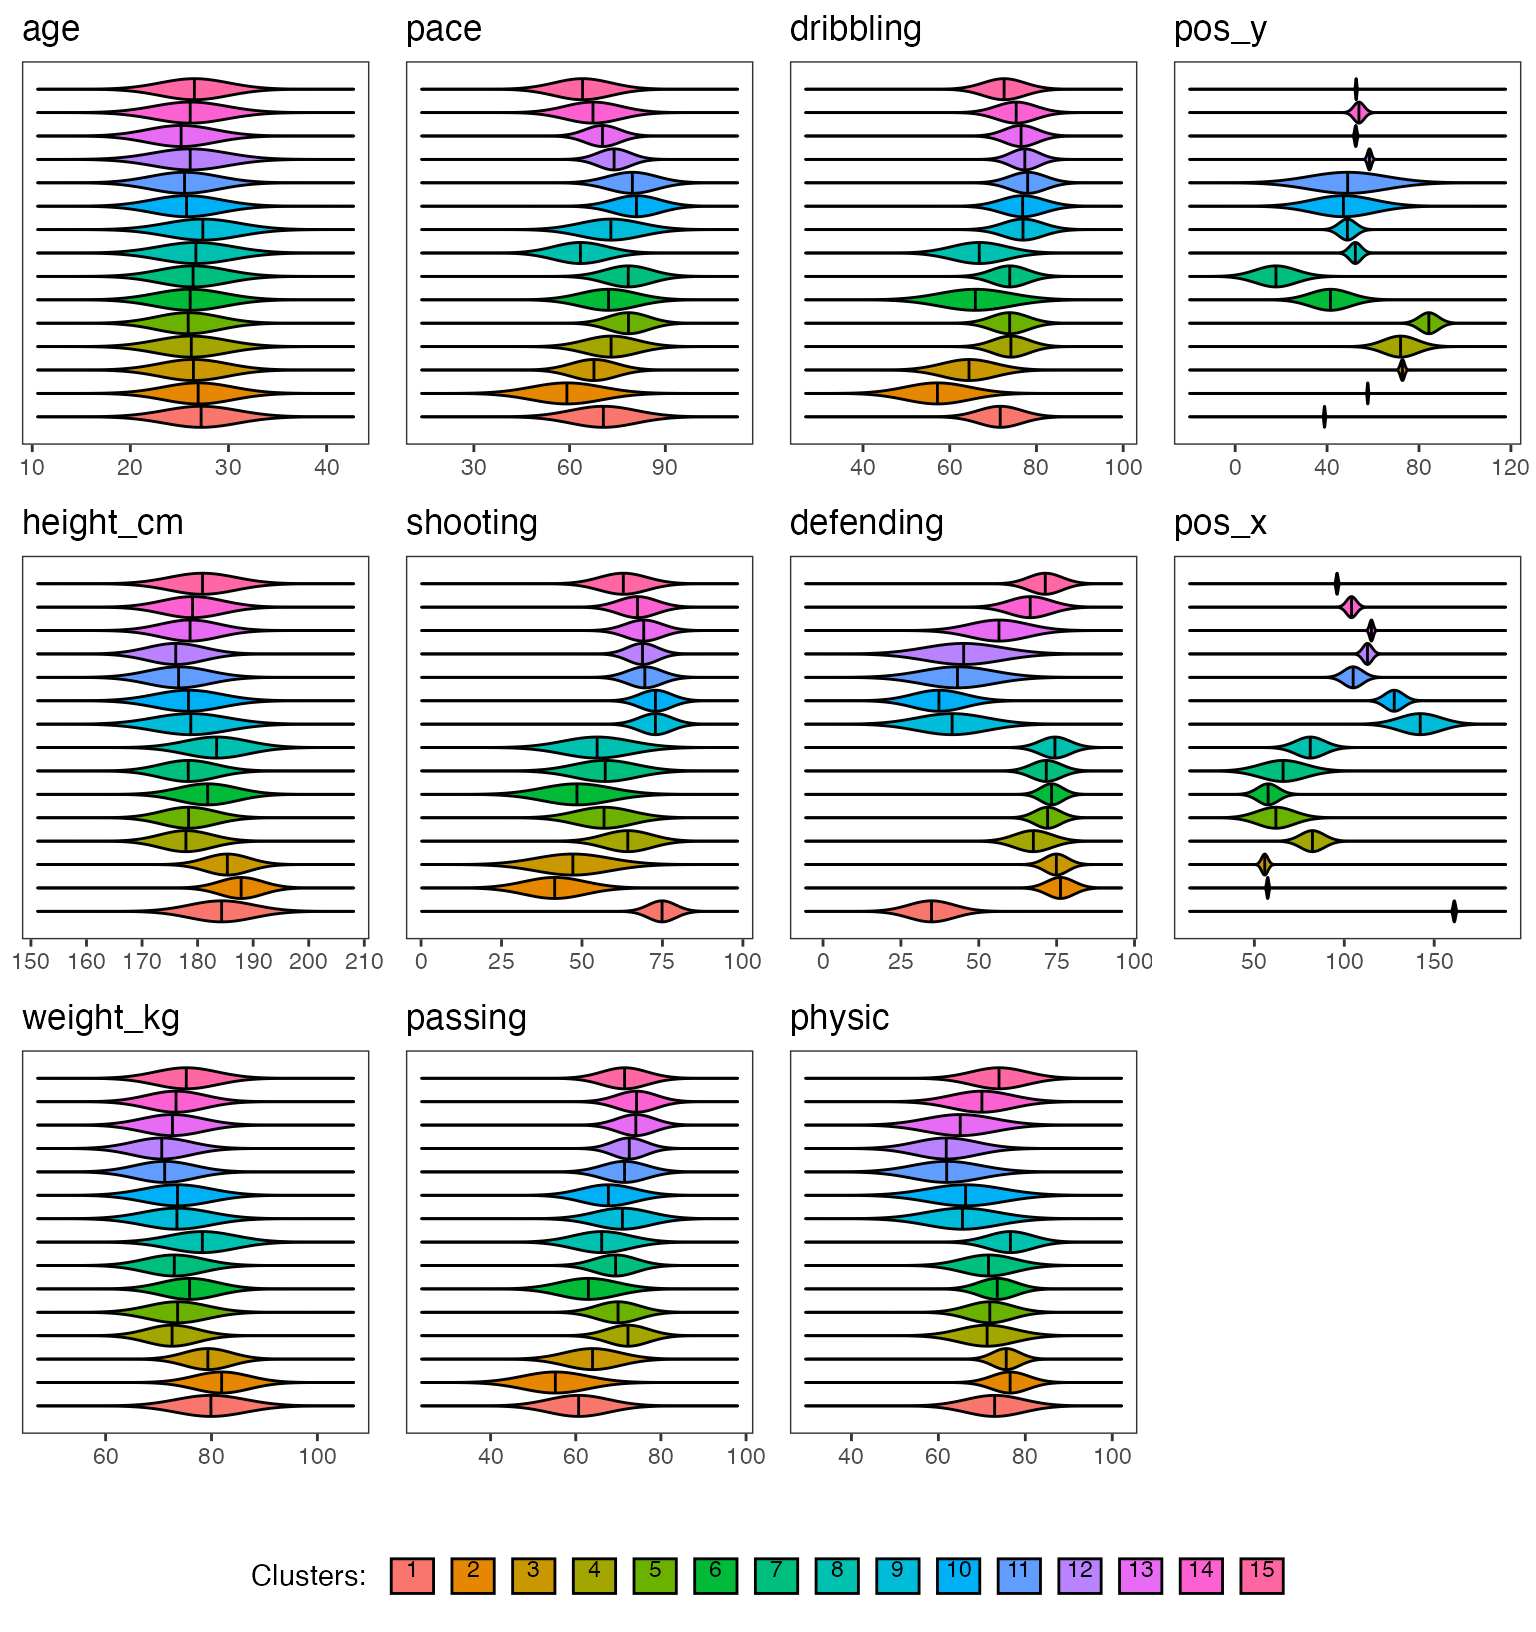 age pace dribbling pos_y
10 20 30 40 30 60 90 40 60 80 100 0 40 80 120
height_cm shooting defending pos_x
150 160 170 180 190 200 210 0 25 50 75 100 0 25 50 75 100 50 100 150
weight_kg passing physic
60 80 100 40 60 80 100 40 60 80 100
Clusters: 1 2 3 4 5 6 7 8 9 10 11 12 13 14 15